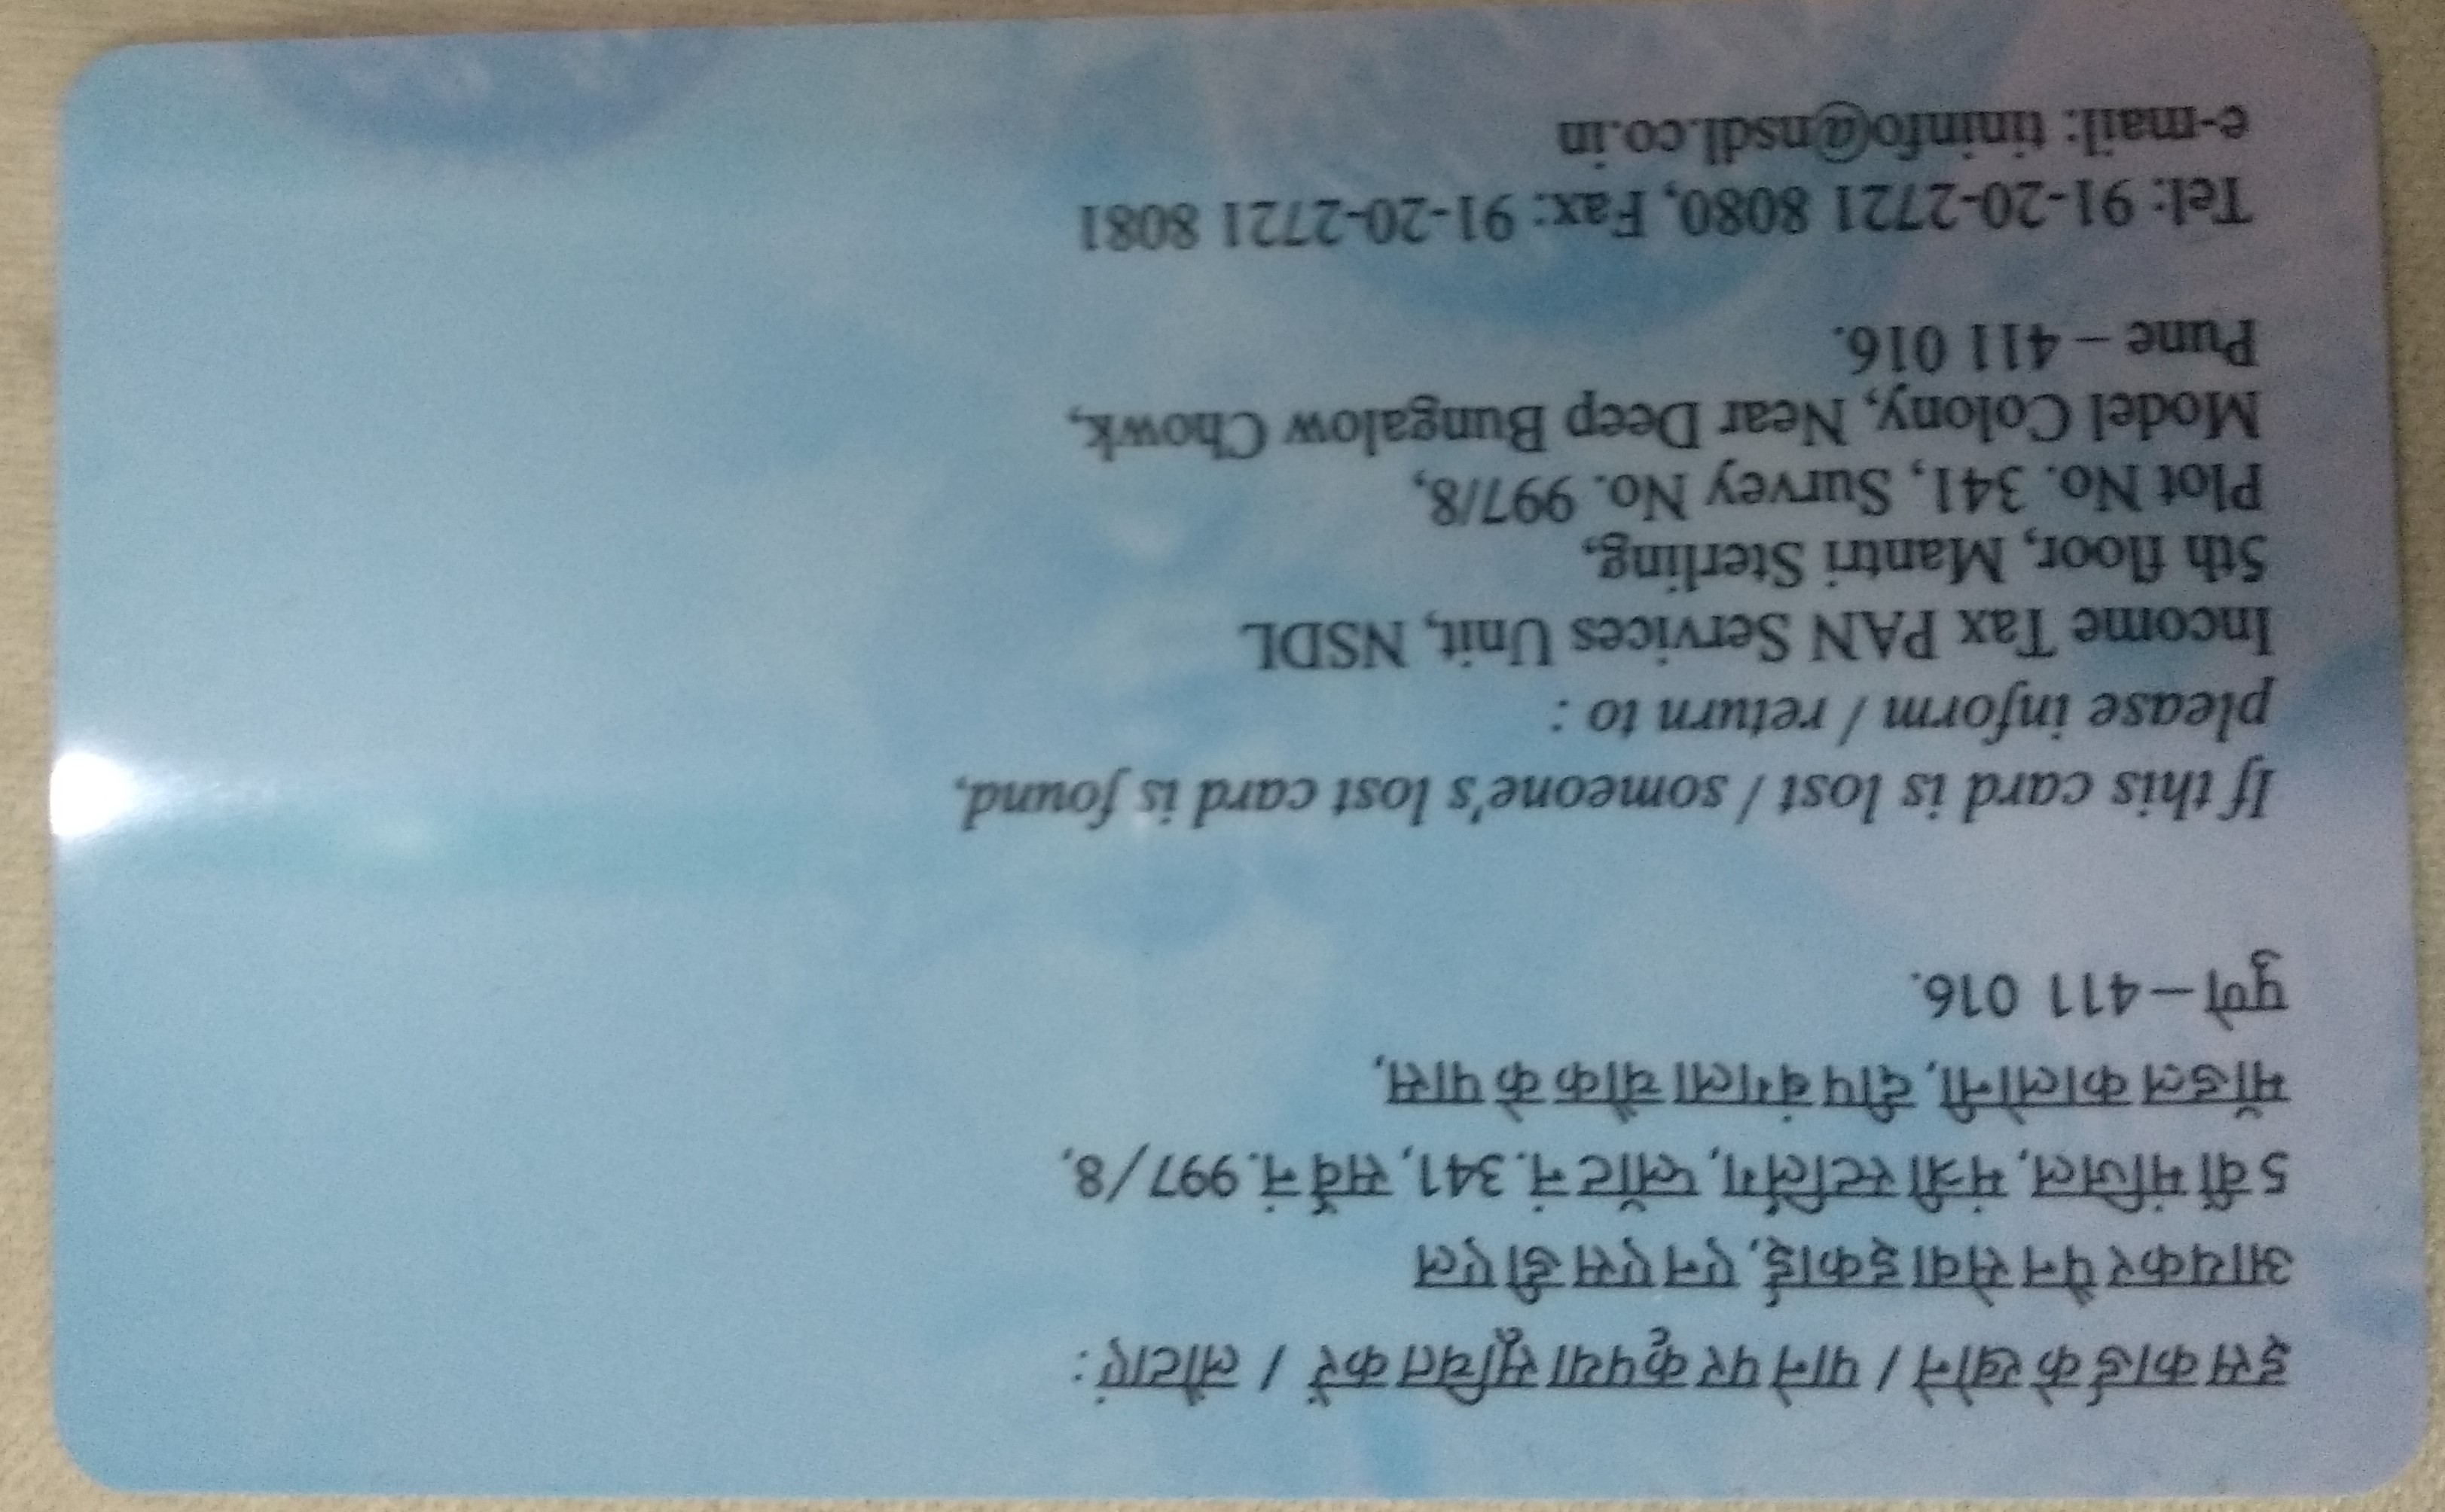 इस कार्ड के खोने / पाने पर कृपया सूचित करें / लौटाएं :
आयकर पैन सेवा इकाई, एन एस डी एल
5 वीं मंजिल, मंत्री स्टर्लिंग, प्लॉट नं. 341, सर्वे नं. 997/8,
मॉडल कालोनी, दीप बंगला चौक के पास,
पुणे – 411 016.
If this card is lost / someone's lost card is found,
please inform / return to :
Income Tax PAN Services Unit, NSDL
5th floor, Mantri Sterling,
Plot No. 341, Survey No. 997/8,
Model Colony, Near Deep Bungalow Chowk,
Pune – 411 016.
Tel: 91-20-2721 8080, Fax: 91-20-2721 8081
e-mail: tininfo@nsdl.co.in